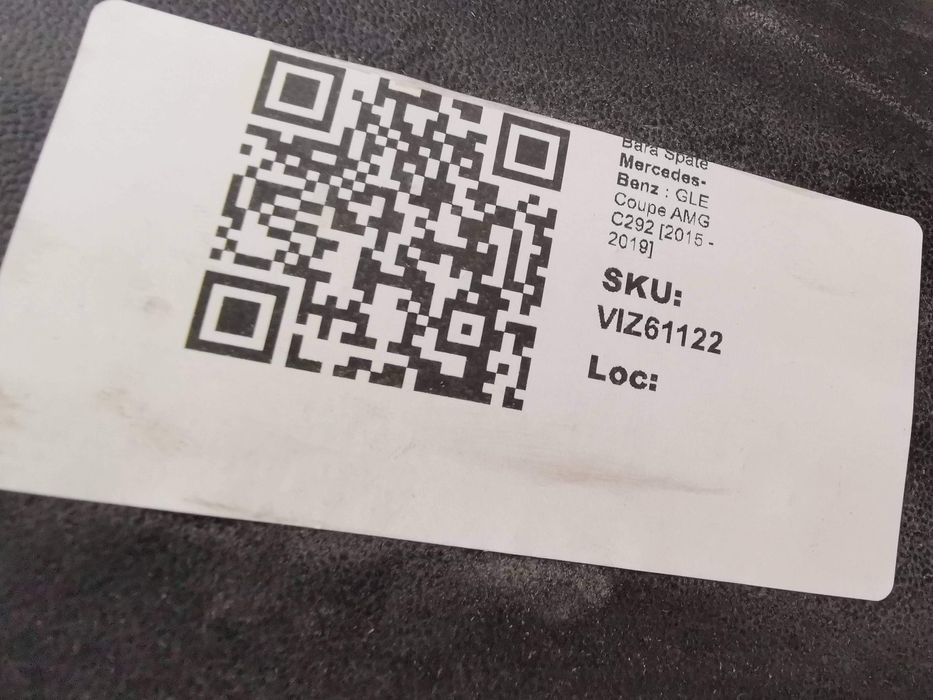 Bara Spate
Mercedes-
Benz : GLE
Coupe AMG
C292 [2015 -
2019]
SKU:
VIZ61122
Loc: